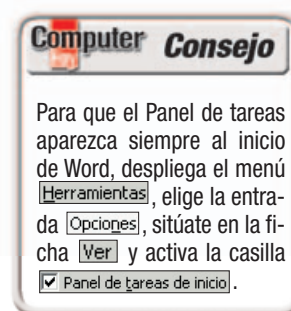 Computer Consejo
hoy
Para que el Panel de tareas
aparezca siempre al inicio
de Word, despliega el menú
Herramientas, elige la entra-
da Opciones, sitúate en la fi-
cha Ver y activa la casilla
Panel de tareas de inicio.